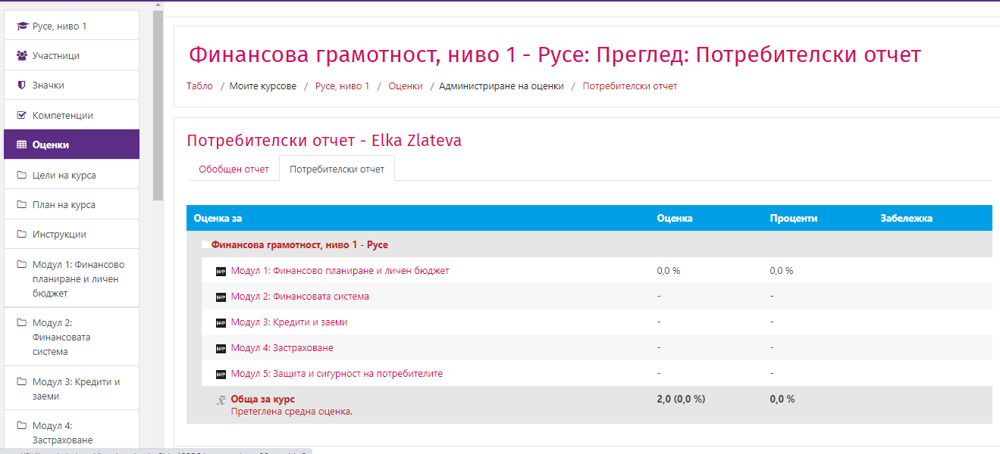 Русе, ниво 1
Участници
Значки
Компетенции
Оценки
Цели на курса
План на курса
Инструкции
Модул 1: Финансово
планиране и личен
бюджет
Модул 2:
Финансовата
система
Модул 3: Кредити и
заеми
Модул 4:
Застраховане
Финансова грамотност, ниво 1 - Русе: Преглед: Потребителски отчет
Табло / Моите курсове / Русе, ниво 1 / Оценки / Администриране на оценки / Потребителски отчет
Потребителски отчет - Elka Zlateva
Обобщен отчет Потребителски отчет
Оценка за Оценка Проценти Забележка
Финансова грамотност, ниво 1 - Русе
Модул 1: Финансово планиране и личен бюджет 0,0 % 0,0 %
Модул 2: Финансовата система - -
Модул 3: Кредити и заеми - -
Модул 4: Застраховане - -
Модул 5: Защита и сигурност на потребителите - -
Обща за курс 2,0 (0,0 %) 0,0 %
Претеглена средна оценка.